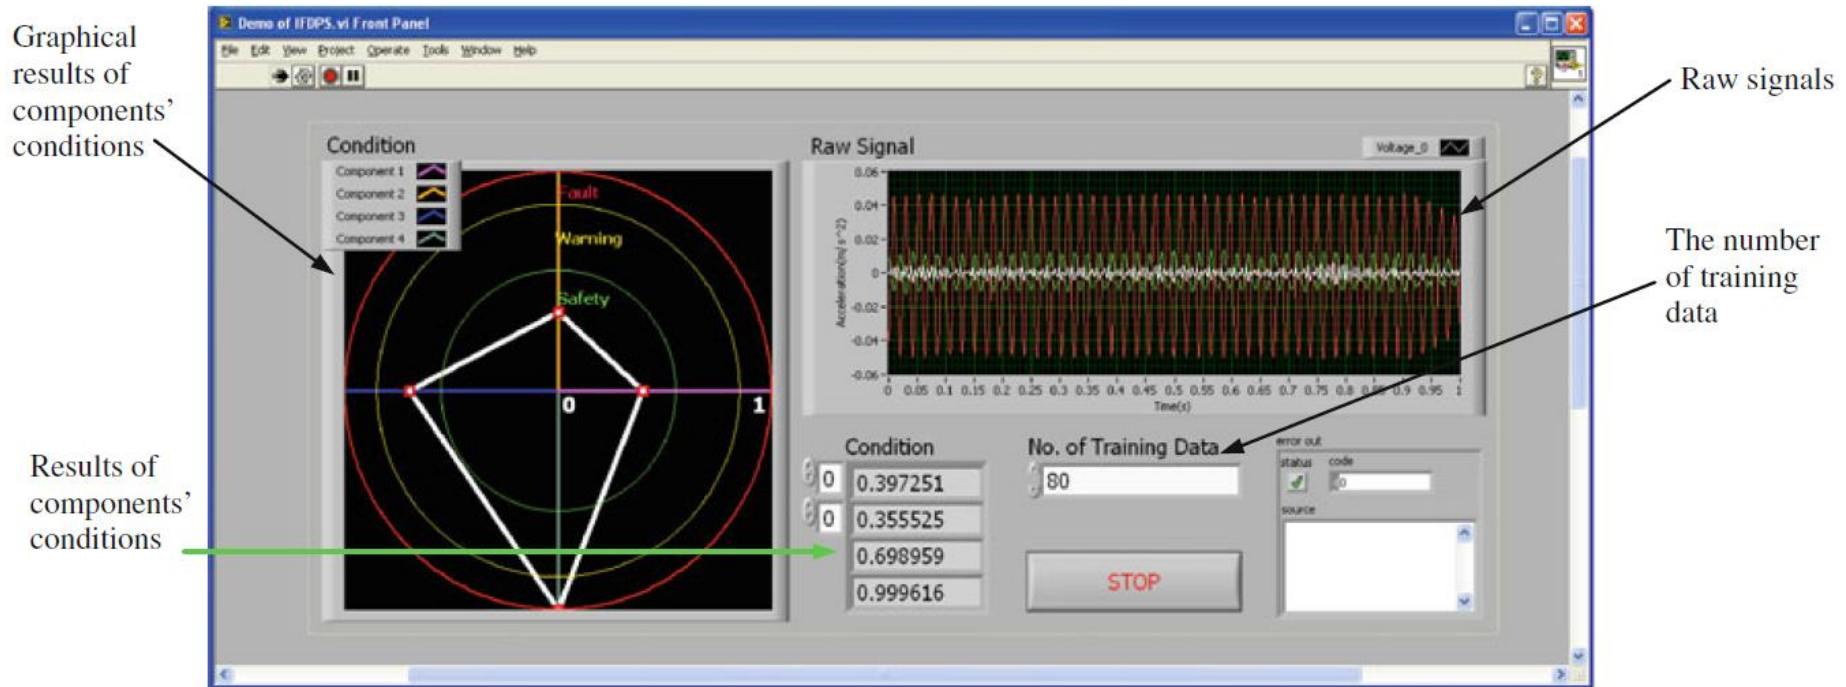 Graphical
results of
components’
conditions
Results of
components’
conditions
Demo of IFDPS.vi Front Panel
File Edit View Project Operate Tools Window Help
Condition
Component 1
Component 2
Component 3
Component 4
Fault
Warning
Safety
0
1
Raw Signal
Voltage_0
0.06
0.04
0.02
0
-0.02
-0.04
-0.06
Acceleration(m/s^2)
0 0.05 0.1 0.15 0.2 0.25 0.3 0.35 0.4 0.45 0.5 0.55 0.6 0.65 0.7 0.75 0.8 0.85 0.9 0.95 1
Time(s)
Condition
0 0.397251
0 0.355525
0.698959
0.999616
No. of Training Data
80
STOP
error out
status code
0
source
Raw signals
The number
of training
data